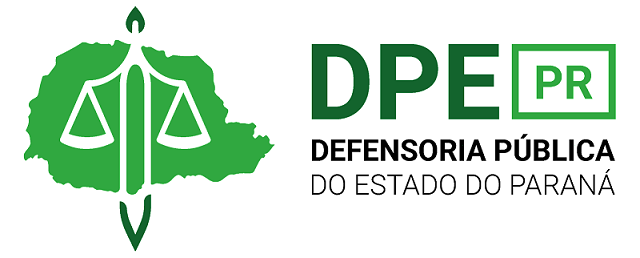 DPE PR
DEFENSORIA PÚBLICA
DO ESTADO DO PARANÁ